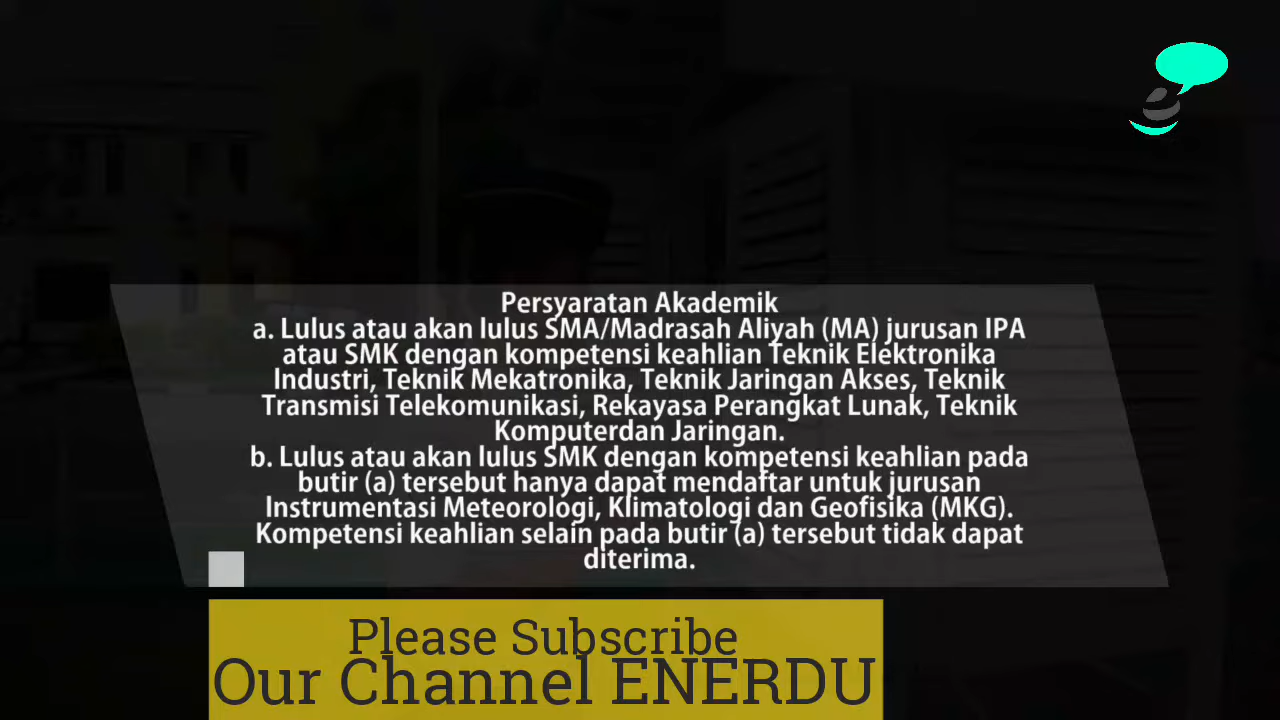 Persyaratan Akademik
a. Lulus atau akan lulus SMA/Madrasah Aliyah (MA) jurusan IPA
atau SMK dengan kompetensi keahlian Teknik Elektronika
Industri, Teknik Mekatronika, Teknik Jaringan Akses, Teknik
Transmisi Telekomunikasi, Rekayasa Perangkat Lunak, Teknik
Komputerdan Jaringan.
b. Lulus atau akan lulus SMK dengan kompetensi keahlian pada
butir (a) tersebut hanya dapat mendaftar untuk jurusan
Instrumentasi Meteorologi, Klimatologi dan Geofisika (MKG).
Kompetensi keahlian selain pada butir (a) tersebut tidak dapat
diterima.
Please Subscribe
Our Channel ENERDU